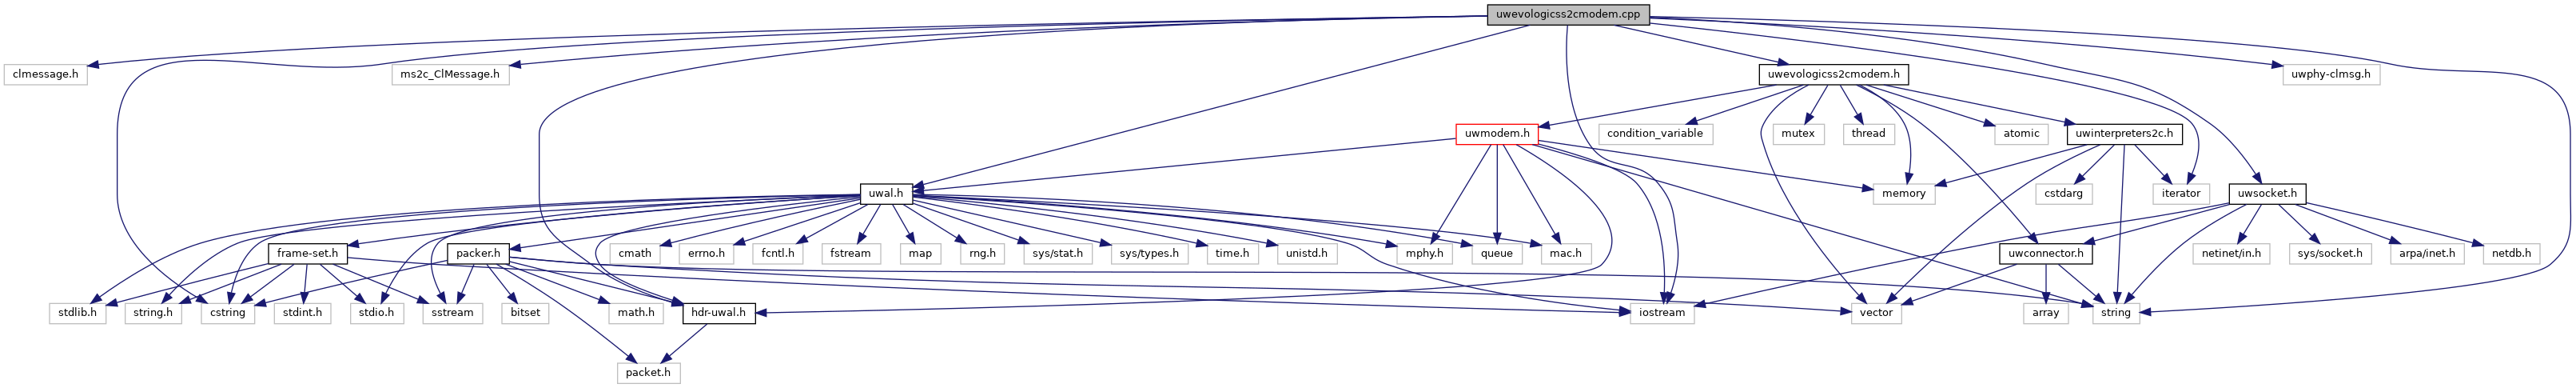 uwevologicss2cmodem.cpp
clmessage.h
ms2c_ClMessage.h
uwevologicss2cmodem.h
uwphy-clmsg.h
uwmodem.h
condition_variable
mutex
thread
atomic
uwinterpreters2c.h
uwal.h
memory
cstdarg
iterator
uwsocket.h
frame-set.h
packer.h
cmath
errno.h
fcntl.h
fstream
map
rng.h
sys/stat.h
sys/types.h
time.h
unistd.h
mphy.h
queue
mac.h
uwconnector.h
netinet/in.h
sys/socket.h
arpa/inet.h
netdb.h
stdlib.h
string.h
cstring
stdint.h
stdio.h
sstream
bitset
math.h
hdr-uwal.h
iostream
vector
array
string
packet.h